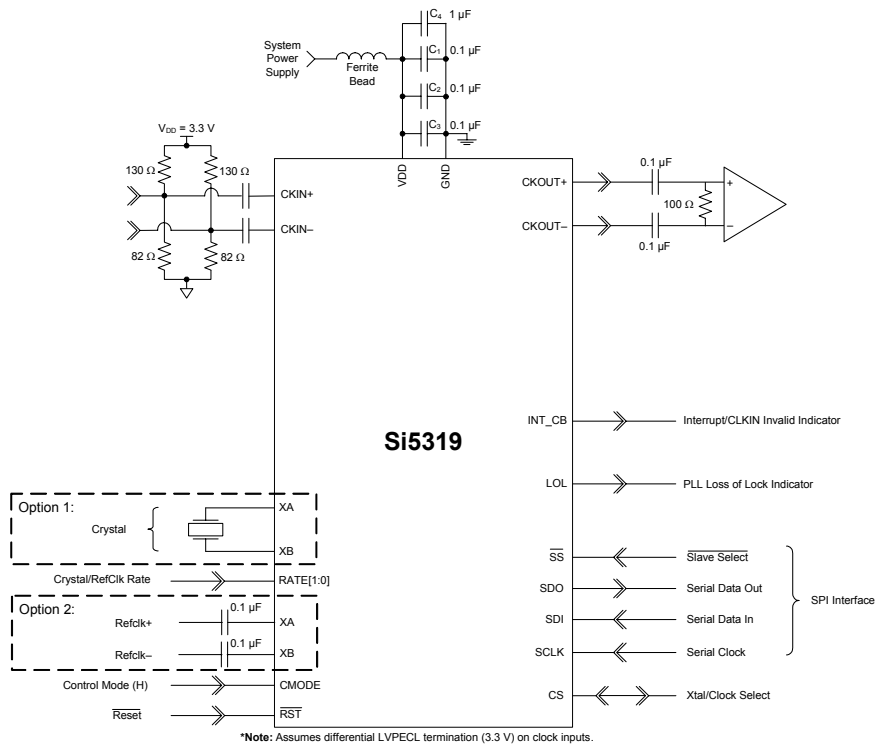 C₄ 1 µF
System
Power
Supply
Ferrite
Bead
C₁ 0.1 µF
C₂ 0.1 µF
C₃ 0.1 µF
V_DD = 3.3 V
130 Ω
130 Ω
82 Ω
82 Ω
VDD
GND
CKIN+
CKIN–
CKOUT+
CKOUT–
0.1 µF
100 Ω
0.1 µF
+
–
Si5319
INT_CB
Interrupt/CLKIN Invalid Indicator
LOL
PLL Loss of Lock Indicator
Option 1:
Crystal
XA
XB
SS
Slave Select
Crystal/RefClk Rate
RATE[1:0]
SDO
Serial Data Out
SPI Interface
Option 2:
0.1 µF
Refclk+
XA
SDI
Serial Data In
0.1 µF
Refclk–
XB
SCLK
Serial Clock
Control Mode (H)
CMODE
CS
Xtal/Clock Select
Reset
RST
*Note: Assumes differential LVPECL termination (3.3 V) on clock inputs.